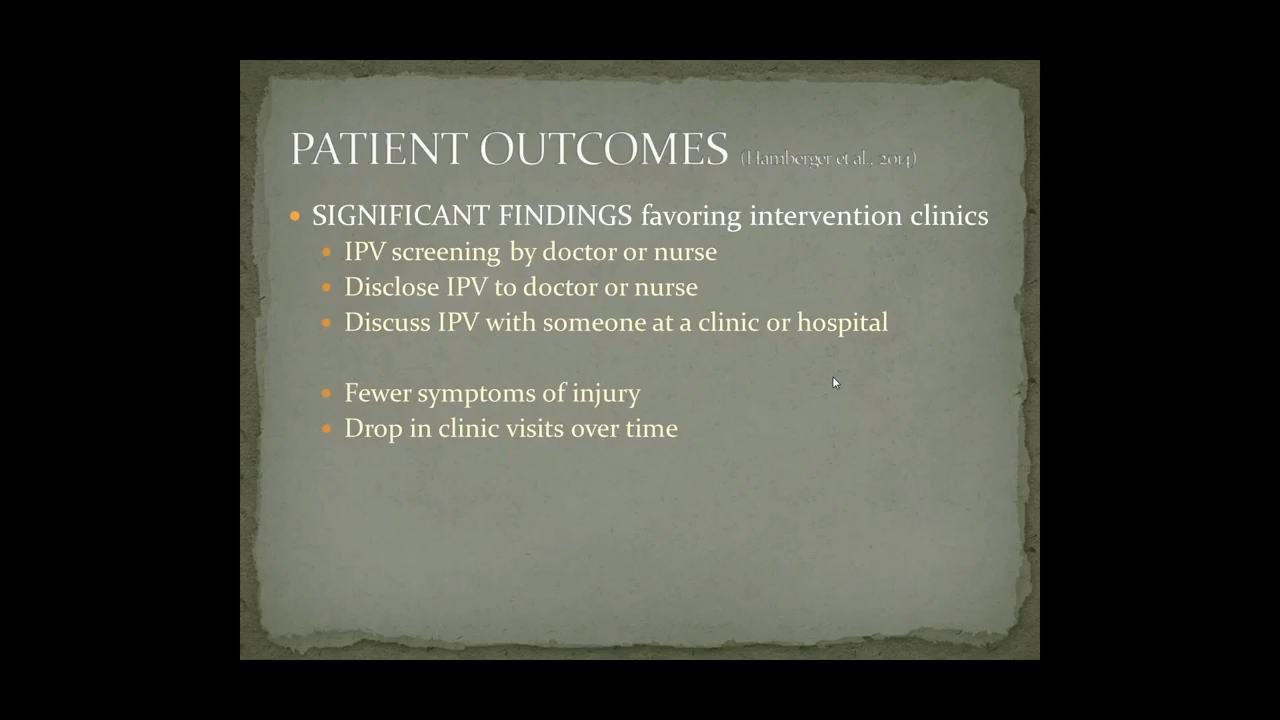 PATIENT OUTCOMES (Hamberger et al., 2014)
• SIGNIFICANT FINDINGS favoring intervention clinics
• IPV screening by doctor or nurse
• Disclose IPV to doctor or nurse
• Discuss IPV with someone at a clinic or hospital
• Fewer symptoms of injury
• Drop in clinic visits over time